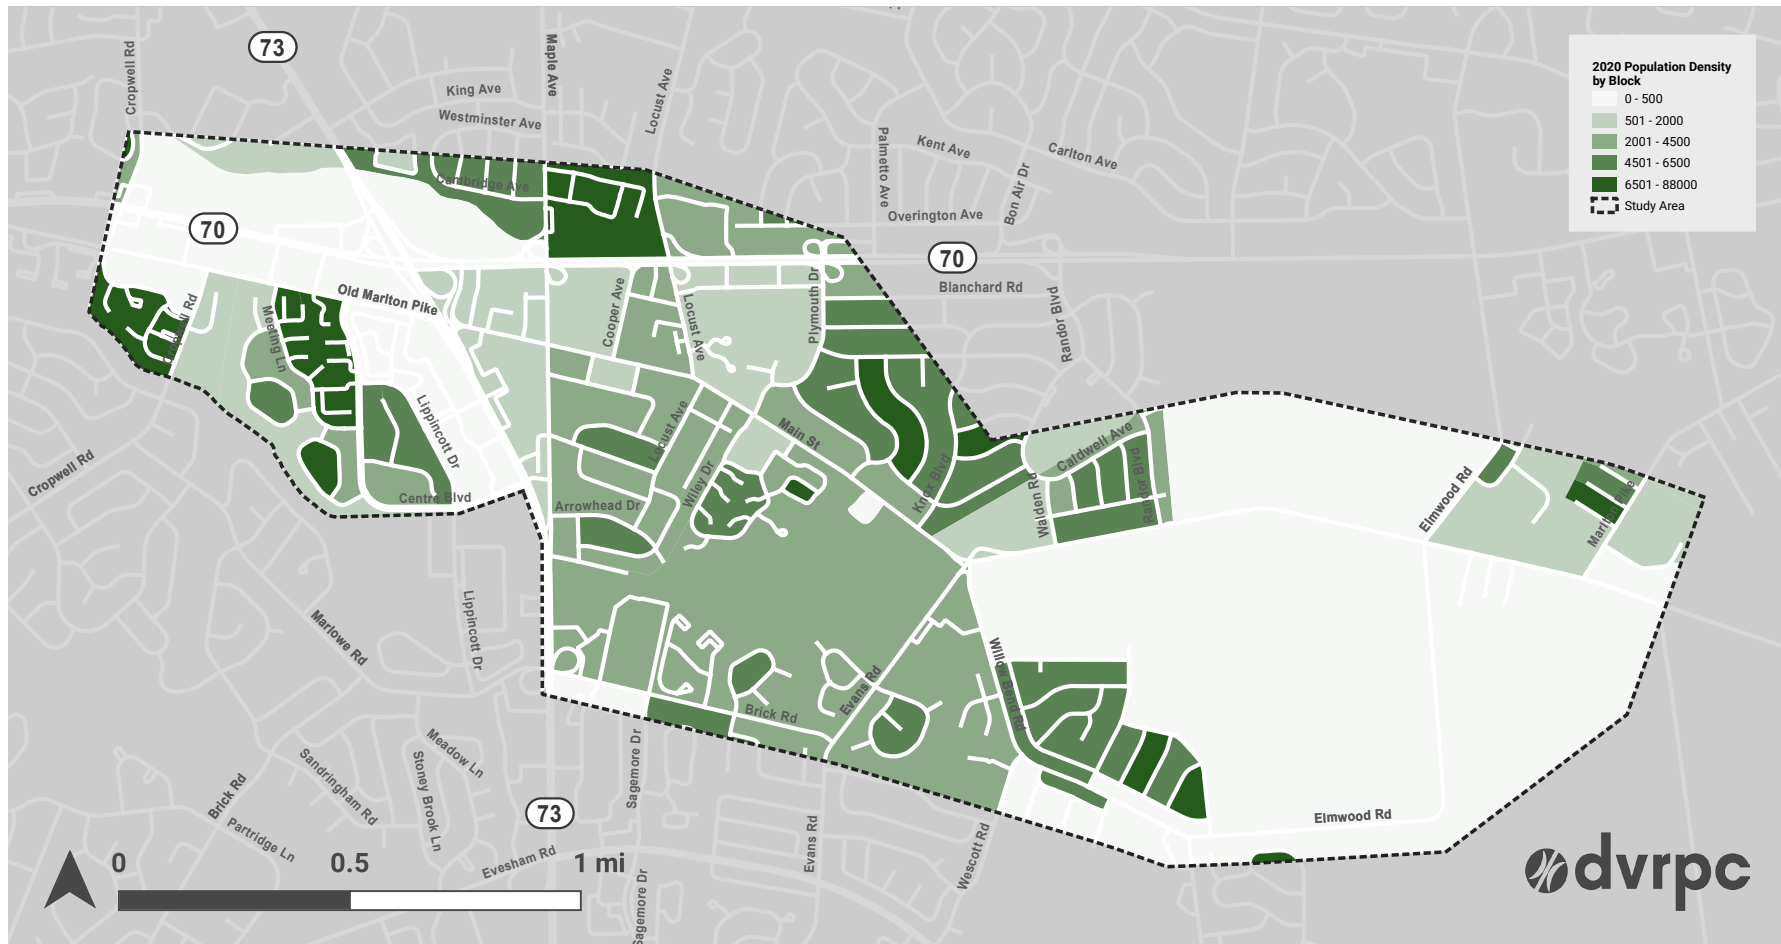 73
Cropwell Rd
Maple Ave
King Ave
Westminster Ave
Locust Ave
Palmetto Ave
Kent Ave
Carlton Ave
Bon Air Dr
Overington Ave
2020 Population Density
by Block
0 - 500
501 - 2000
2001 - 4500
4501 - 6500
6501 - 88000
Study Area
Cambridge Ave
70
70
Blanchard Rd
Old Marlton Pike
Cropwell Rd
Meeting Ln
Cooper Ave
Locust Ave
Plymouth Dr
Randor Blvd
Lippincott Dr
Locust Ave
Main St
Caldwell Ave
Cropwell Rd
Centre Blvd
Arrowhead Dr
Wiley Dr
Knox Blvd
Walden Rd
Randor Blvd
Elmwood Rd
Marlton Pike
Marlowe Rd
Lippincott Dr
Willow Bend Rd
Evans Rd
Brick Rd
Meadow Ln
Stoney Brook Ln
Sandringham Rd
Brick Rd
Partridge Ln
Sagemore Dr
73
Evesham Rd
Evans Rd
Wescott Rd
Elmwood Rd
Sagemore Dr
0
0.5
1 mi
dvrpc